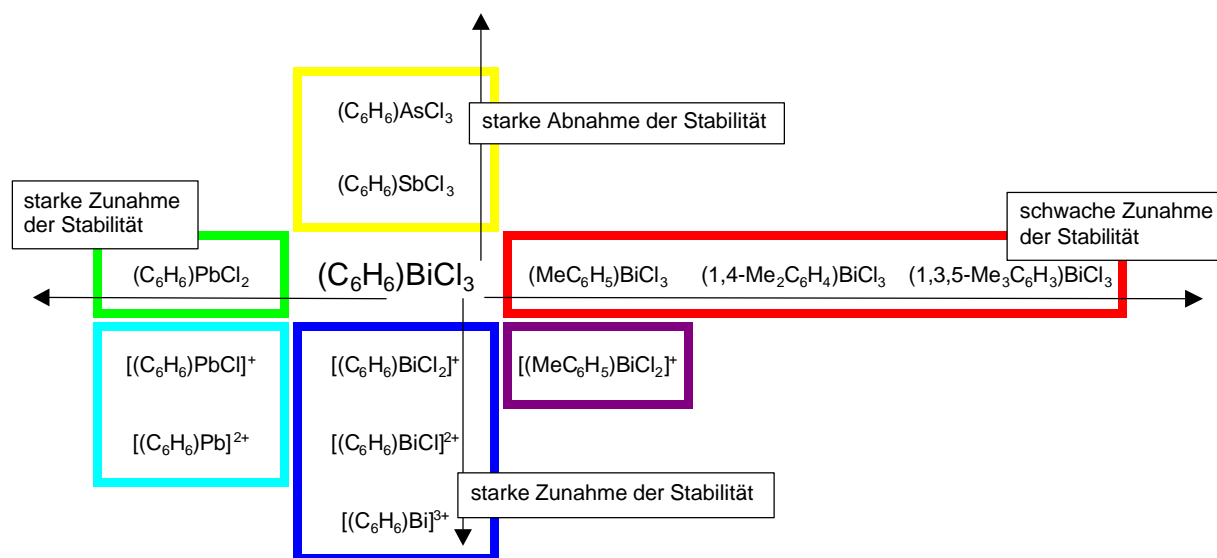 (C₆H₆)AsCl₃
starke Abnahme der Stabilität
(C₆H₆)SbCl₃
starke Zunahme
der Stabilität
schwache Zunahme
der Stabilität
(C₆H₆)PbCl₂ (C₆H₆)BiCl₃ (MeC₆H₅)BiCl₃ (1,4-Me₂C₆H₄)BiCl₃ (1,3,5-Me₃C₆H₃)BiCl₃
[(C₆H₆)PbCl]⁺ [(C₆H₆)BiCl₂]⁺ [(MeC₆H₅)BiCl₂]⁺
[(C₆H₆)Pb]²⁺ [(C₆H₆)BiCl]²⁺
starke Zunahme der Stabilität
[(C₆H₆)Bi]³⁺